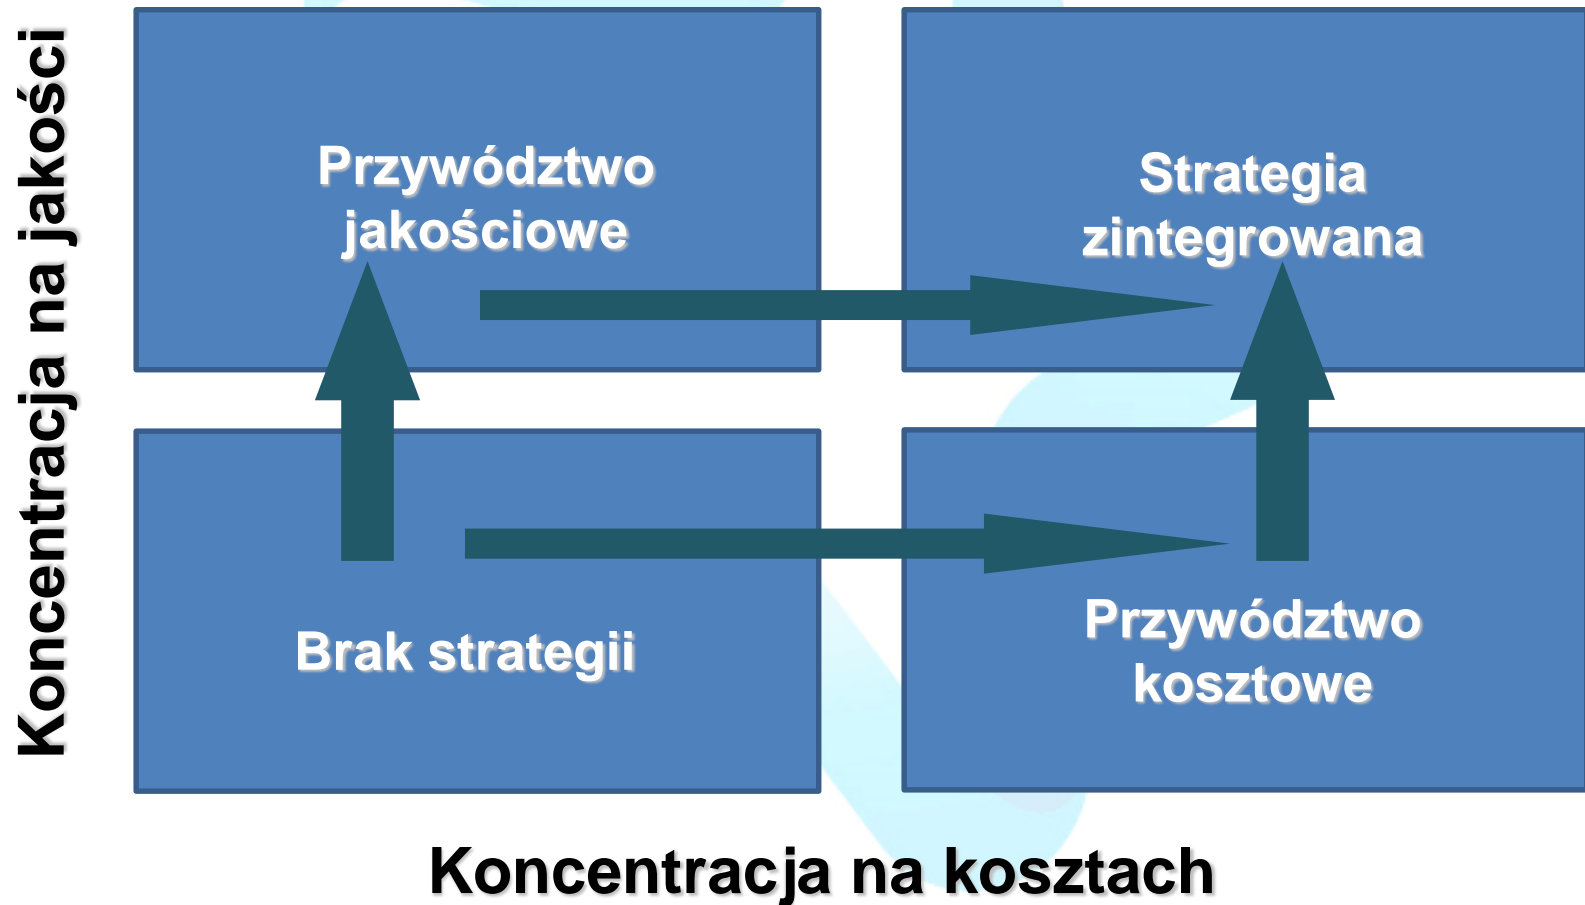 Koncentracja na jakości
Przywództwo
jakościowe
Strategia
zintegrowana
Brak strategii
Przywództwo
kosztowe
Koncentracja na kosztach